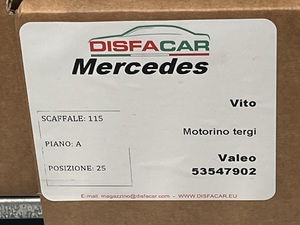 DISFACAR
Mercedes
Vito
SCAFFALE: 115
Motorino tergi
PIANO: A
Valeo
POSIZIONE: 25
53547902
E-mail. magazzino@disfacar.com - WWW.DISFACAR.EU